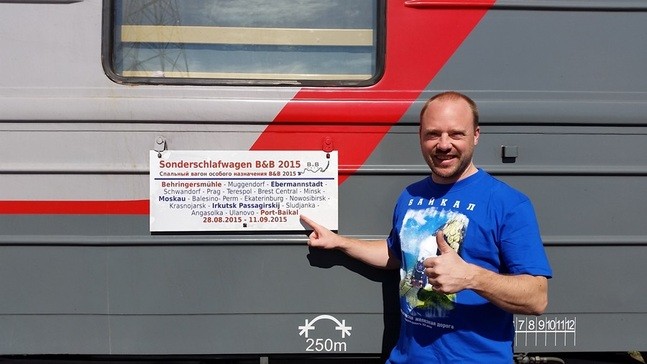 Sonderschlafwagen B&B 2015
B-B
Спальный вагон особого назначения B&B 2015
Behringersmühle - Muggendorf - Ebermannstadt -
Schwandorf - Prag - Terespol - Brest Central - Minsk -
Moskau - Balesino- Perm - Ekaterinburg - Nowosibirsk -
Krasnojarsk - Irkutsk Passagirskij - Sludjanka -
Angasolka - Ulanovo - Port-Baikal
28.08.2015 - 11.09.2015
БАЙКАЛ
железная дорога
250m
7 8 9 10 11 12